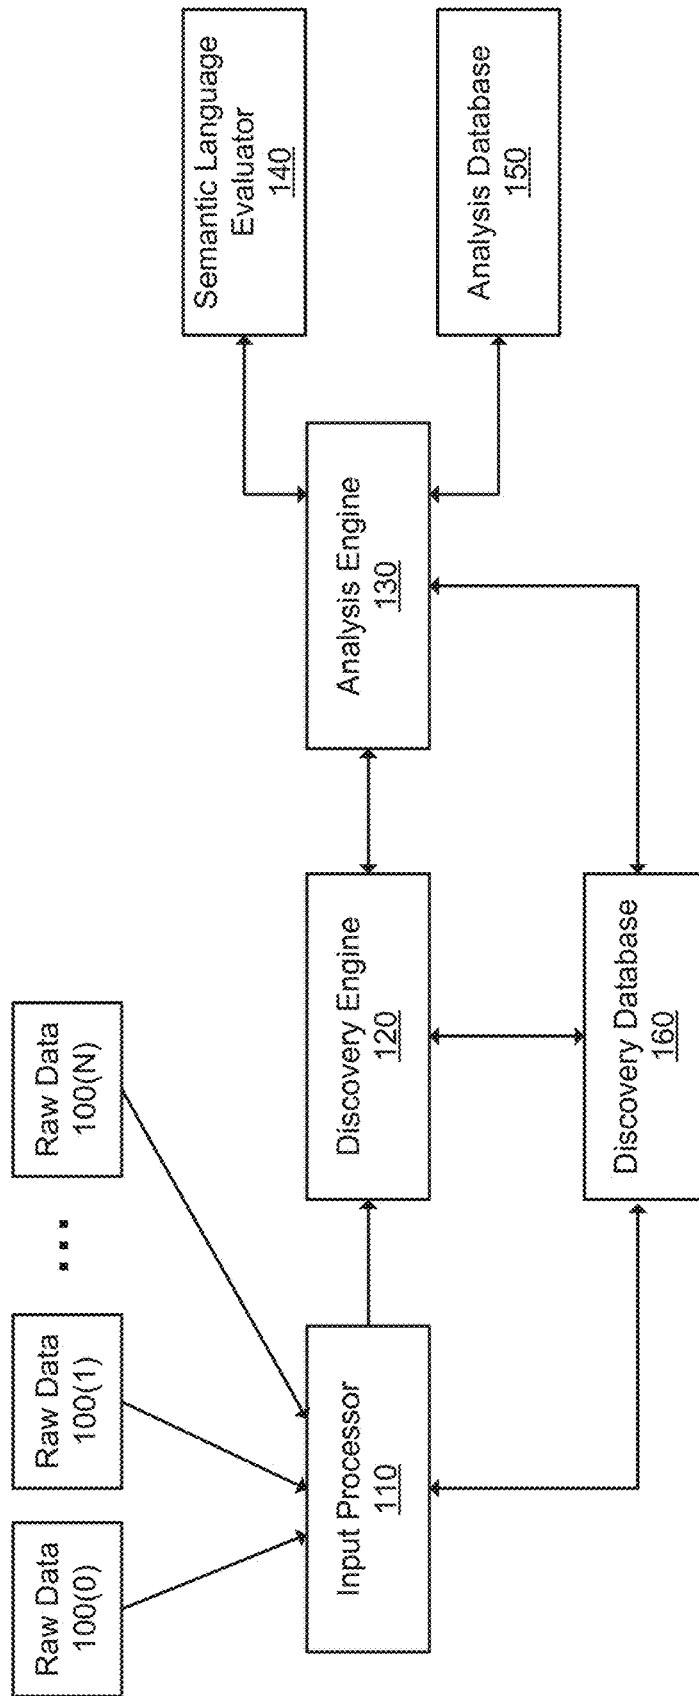 Raw Data
100(0)
Raw Data
100(1)
...
Raw Data
100(N)
Input Processor
110
Discovery Engine
120
Analysis Engine
130
Semantic Language
Evaluator
140
Analysis Database
150
Discovery Database
160